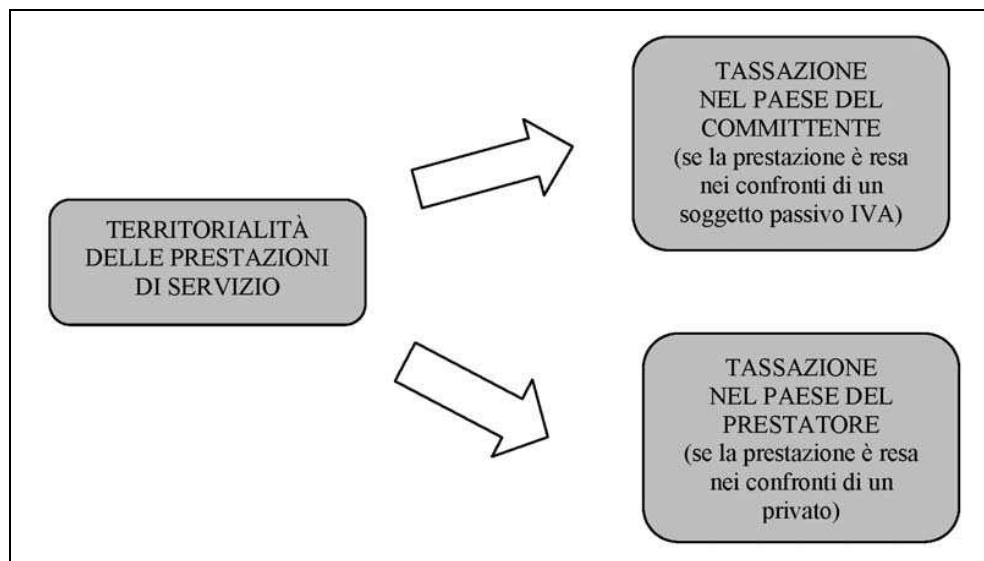 TERRITORIALITÀ
DELLE PRESTAZIONI
DI SERVIZIO
TASSAZIONE
NEL PAESE DEL
COMMITTENTE
(se la prestazione è resa
nei confronti di un
soggetto passivo IVA)
TASSAZIONE
NEL PAESE DEL
PRESTATORE
(se la prestazione è resa
nei confronti di un
privato)